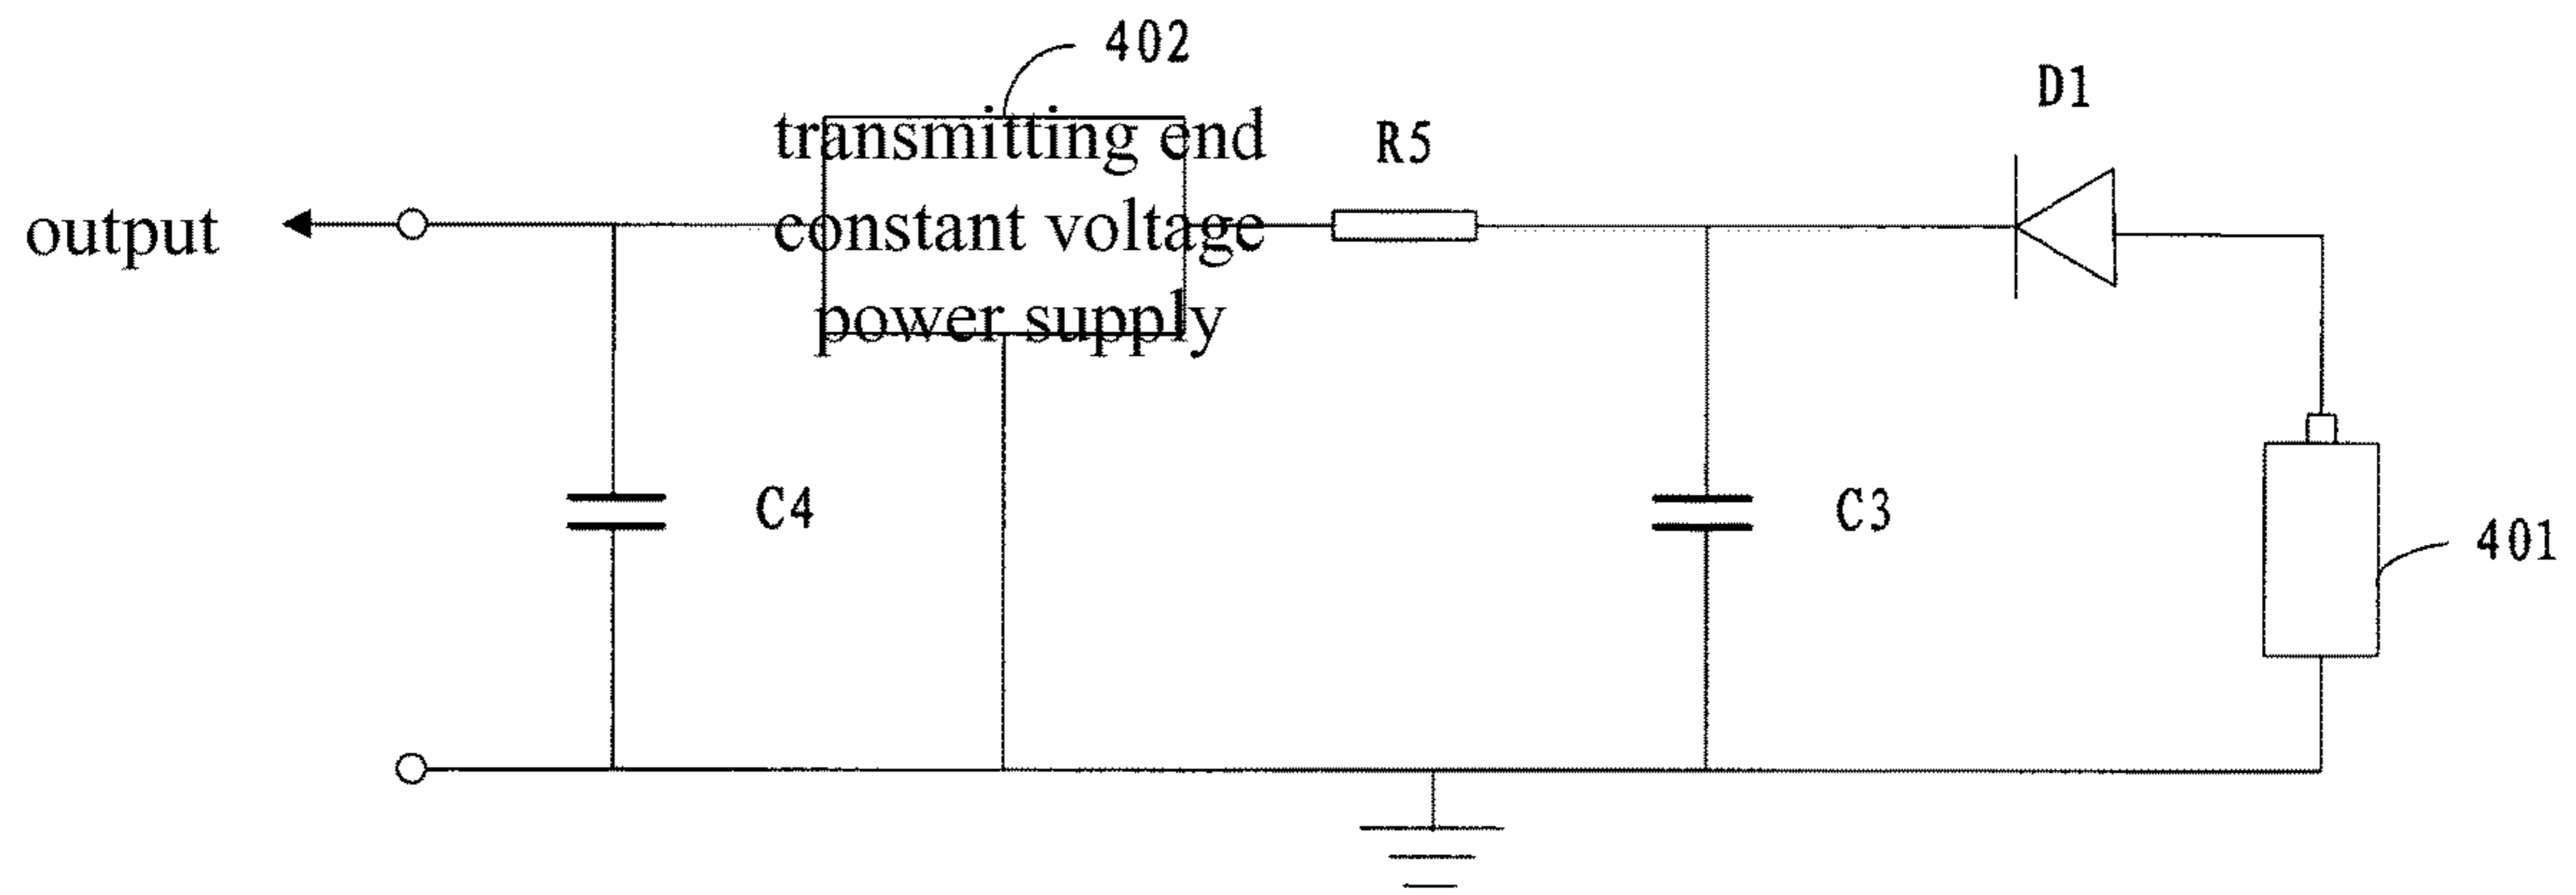 402
D1
transmitting end
R5
constant voltage
output
power supply
C4
C3
401